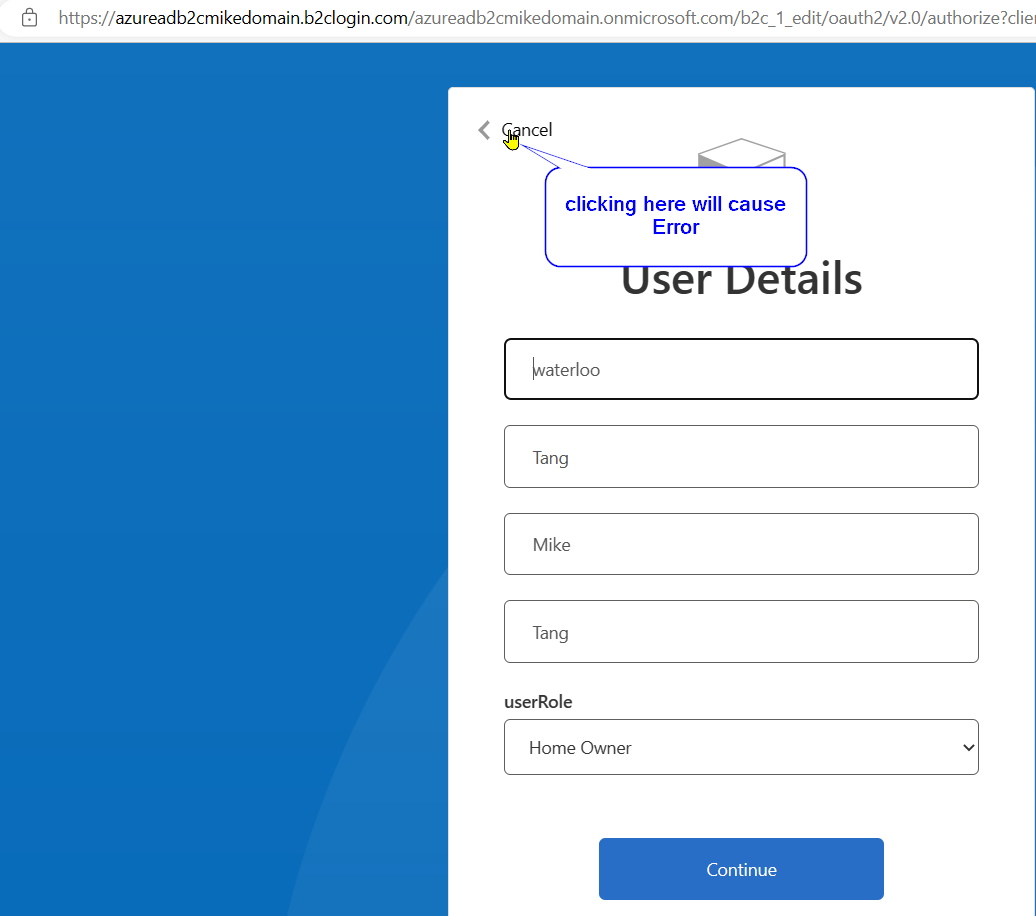 https://azureadb2cmikedomain.b2clogin.com/azureadb2cmikedomain.onmicrosoft.com/b2c_1_edit/oauth2/v2.0/authorize?clie
Cancel
clicking here will cause
Error
User Details
waterloo
Tang
Mike
Tang
userRole
Home Owner
Continue